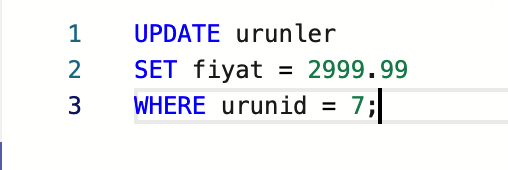 1 UPDATE urunler
2 SET fiyat = 2999.99
3 WHERE urunid = 7;